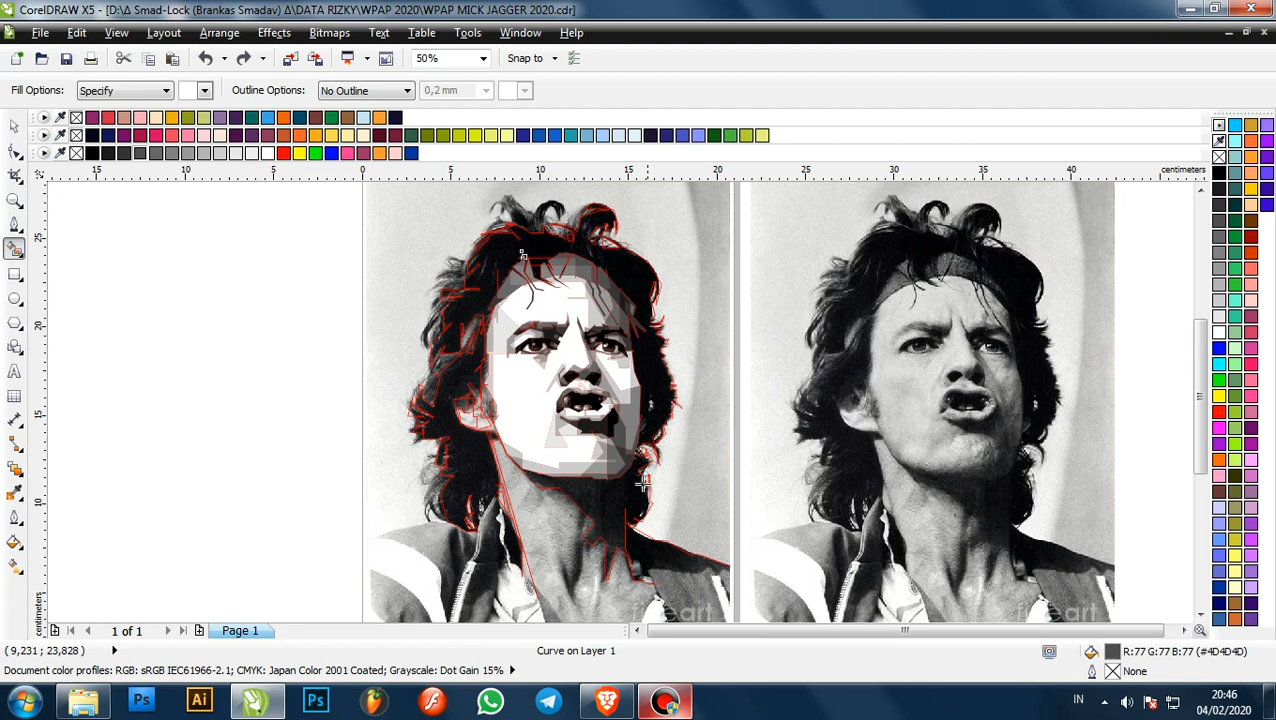 CorelDRAW X5 - [D:\Δ Smad-Lock (Brankas Smadav) Δ\DATA RIZKY\WPAP 2020\WPAP MICK JAGGER 2020.cdr]
File Edit View Layout Arrange Effects Bitmaps Text Table Tools Window Help
50% Snap to
Fill Options: Specify Outline Options: No Outline 0,2 mm
15 10 5 0 5 10 15 20 25 30 35 40 centimeters
25
20
15
10
centimeters
fineart fineart
1 of 1 Page 1
( 9,231; 23,828 ) Curve on Layer 1 R:77 G:77 B:77 (#4D4D4D)
Document color profiles: RGB: sRGB IEC61966-2.1; CMYK: Japan Color 2001 Coated; Grayscale: Dot Gain 15% None
Ps Ai Ps IN 20:46
04/02/2020